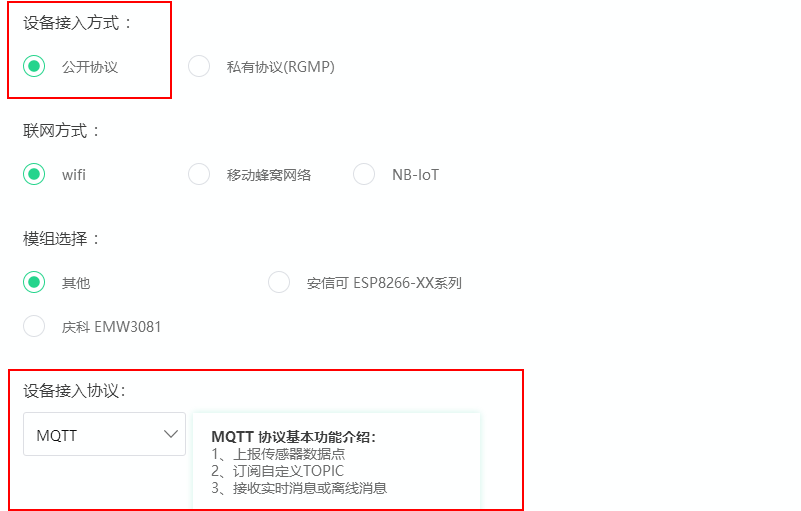 设备接入方式：
公开协议 私有协议(RGMP)
联网方式：
wifi 移动蜂窝网络 NB-IoT
模组选择：
其他 安信可 ESP8266-XX系列
庆科 EMW3081
设备接入协议：
MQTT
MQTT 协议基本功能介绍：
1、上报传感器数据点
2、订阅自定义TOPIC
3、接收实时消息或离线消息